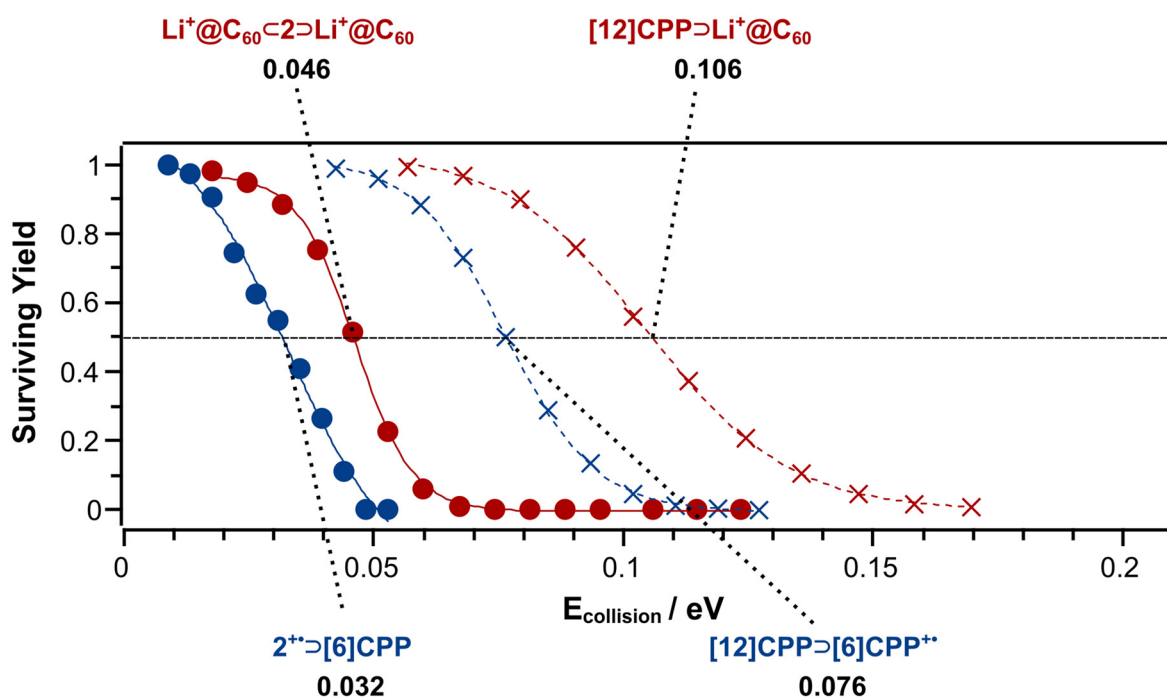 Li⁺@C₆₀⊂2⊃Li⁺@C₆₀
0.046
[12]CPP⊃Li⁺@C₆₀
0.106
Surviving Yield
1
0.8
0.6
0.4
0.2
0
0 0.05 0.1 0.15 0.2
E_collision / eV
2⁺•⊃[6]CPP
0.032
[12]CPP⊃[6]CPP⁺•
0.076